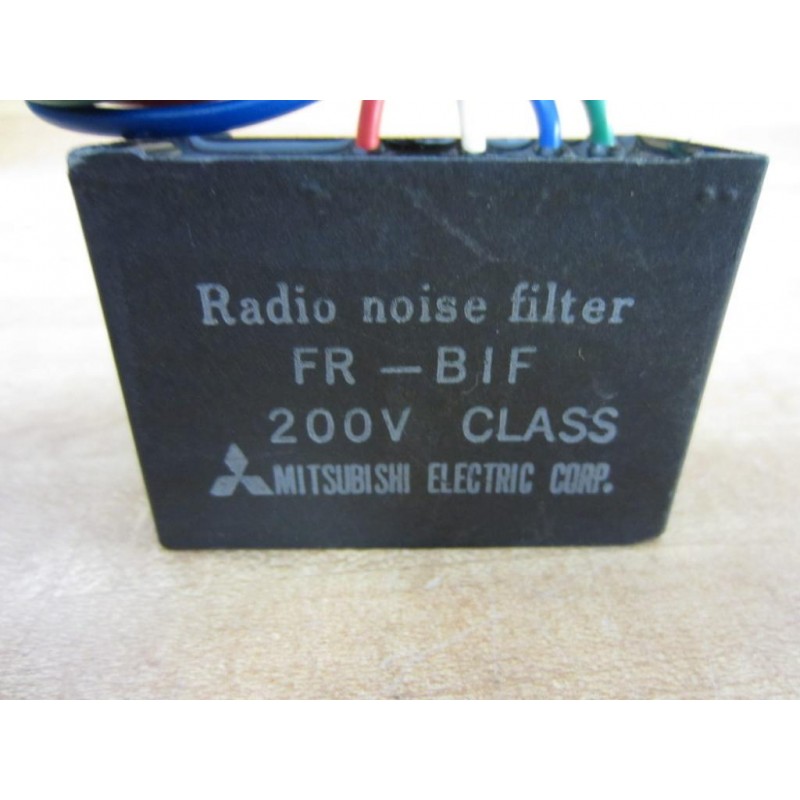 Radio noise filter
FR-BIF
200V CLASS
MITSUBISHI ELECTRIC CORP.